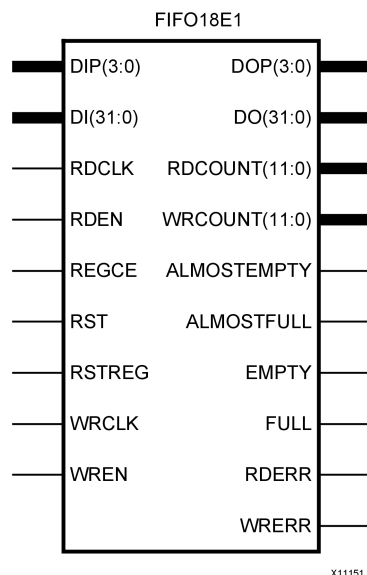 FIFO18E1
DIP(3:0) DOP(3:0)
DI(31:0) DO(31:0)
RDCLK RDCOUNT(11:0)
RDEN WRCOUNT(11:0)
REGCE ALMOSTEMPTY
RST ALMOSTFULL
RSTREG EMPTY
WRCLK FULL
WREN RDERR
WRERR
X11151